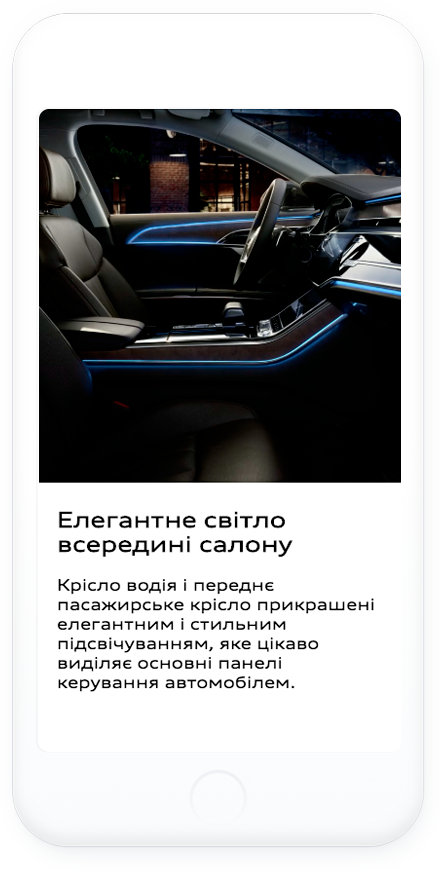 Елегантне світло
всередині салону
Крісло водія і переднє
пасажирське крісло прикрашені
елегантним і стильним
підсвічуванням, яке цікаво
виділяє основні панелі
керування автомобілем.